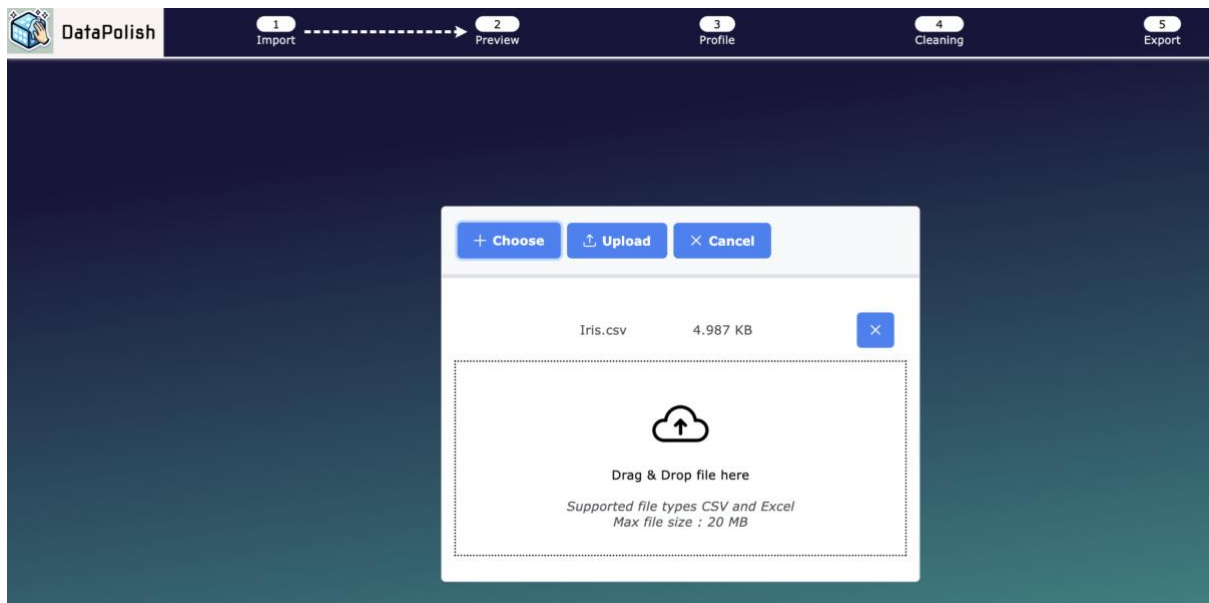 DataPolish
1
Import
2
Preview
3
Profile
4
Cleaning
5
Export
+ Choose
Upload
× Cancel
Iris.csv 4.987 KB
×
Drag & Drop file here
Supported file types CSV and Excel
Max file size : 20 MB